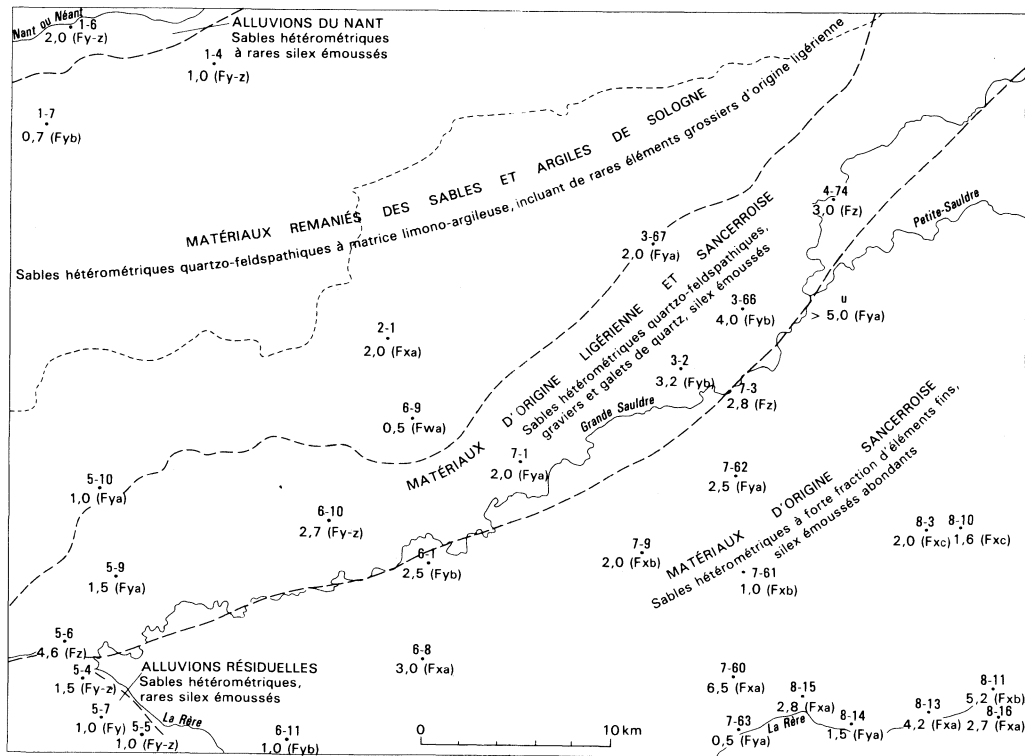 Nant ou Néant
1-6
2,0 (Fy-z)
ALLUVIONS DU NANT
Sables hétérométriques
à rares silex émoussés
1-4
1,0 (Fy-z)
1-7
0,7 (Fyb)
MATÉRIAUX REMANIÉS DES SABLES ET ARGILES DE SOLOGNE
Sables hétérométriques quartzo-feldspathiques à matrice limono-argileuse, incluant de rares éléments grossiers d'origine ligérienne
4-74
3,0 (Fz)
Petite-Sauldre
3-67
2,0 (Fya)
MATÉRIAUX D'ORIGINE LIGÉRIENNE ET SANCERROISE
Sables hétérométriques quartzo-feldspathiques,
graviers et galets de quartz, silex émoussés
3-66
4,0 (Fyb)
u
> 5,0 (Fya)
2-1
2,0 (Fxa)
3-2
3,2 (Fyb)
7-3
2,8 (Fz)
Grande Sauldre
6-9
0,5 (Fwa)
7-1
2,0 (Fya)
7-62
2,5 (Fya)
MATÉRIAUX D'ORIGINE SANCERROISE
Sables hétérométriques à forte fraction d'éléments fins,
silex émoussés abondants
5-10
1,0 (Fya)
6-10
2,7 (Fy-z)
8-3
2,0 (Fxc)
8-10
1,6 (Fxc)
7-9
2,0 (Fxb)
6-1
2,5 (Fyb)
7-61
1,0 (Fxb)
5-9
1,5 (Fya)
5-6
4,6 (Fz)
6-8
3,0 (Fxa)
5-4
1,5 (Fy-z)
ALLUVIONS RÉSIDUELLES
Sables hétérométriques,
rares silex émoussés
7-60
6,5 (Fxa)
8-15
2,8 (Fxa)
8-11
5,2 (Fxb)
5-7
1,0 (Fy)
La Rère
5-5
1,0 (Fy-z)
6-11
1,0 (Fyb)
0
10 km
7-63
0,5 (Fya)
La Rère
8-14
1,5 (Fya)
8-13
4,2 (Fxa)
8-16
2,7 (Fxa)